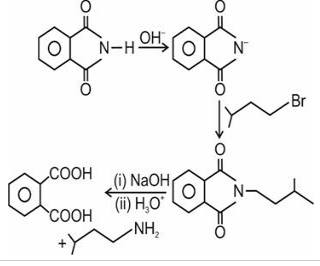 O O
N–H OH⁻ N⁻
O O
Br
O
COOH (i) NaOH N
COOH (ii) H₃O⁺
O
+ NH₂